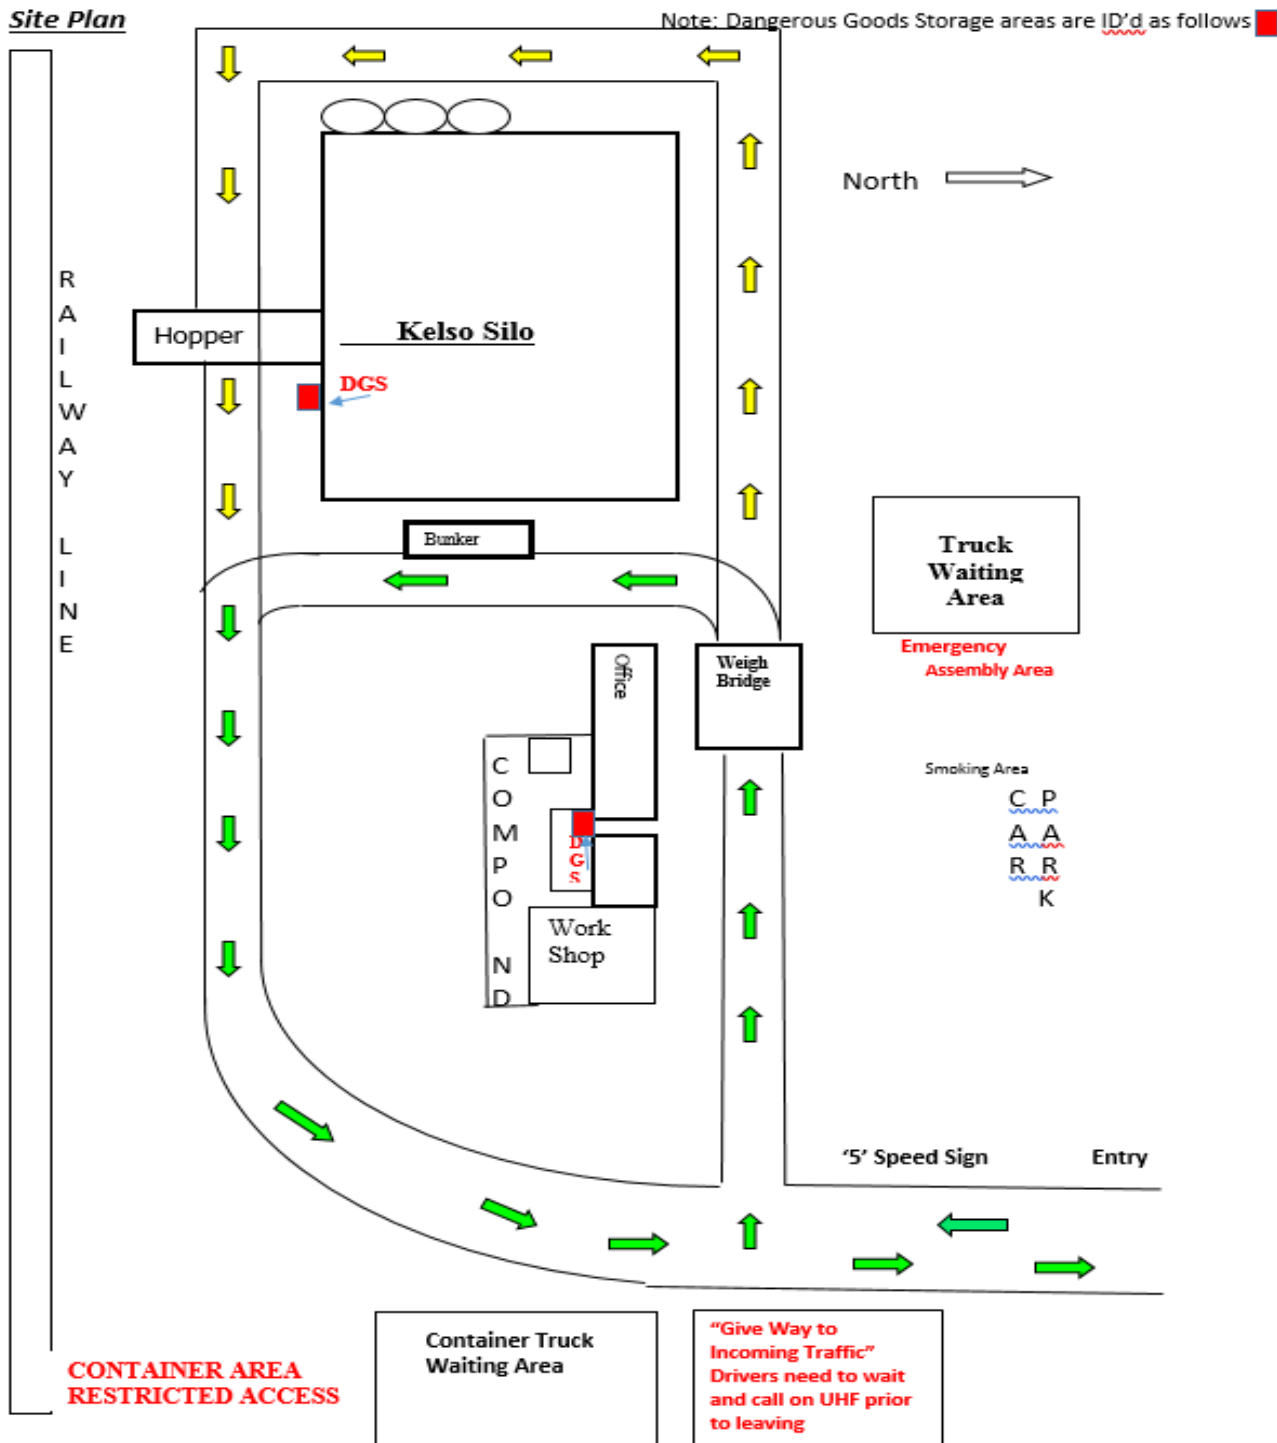 Site Plan
Note: Dangerous Goods Storage areas are ID'd as follows
North
RAILWAY LINE
Hopper
Kelso Silo
DGS
Bunker
Truck
Waiting
Area
Emergency
Assembly Area
Office
Weigh
Bridge
Smoking Area
C P
A A
R R
K
COMPO ND
DGS
Work
Shop
'5' Speed Sign
Entry
Container Truck
Waiting Area
"Give Way to
Incoming Traffic"
Drivers need to wait
and call on UHF prior
to leaving
CONTAINER AREA
RESTRICTED ACCESS